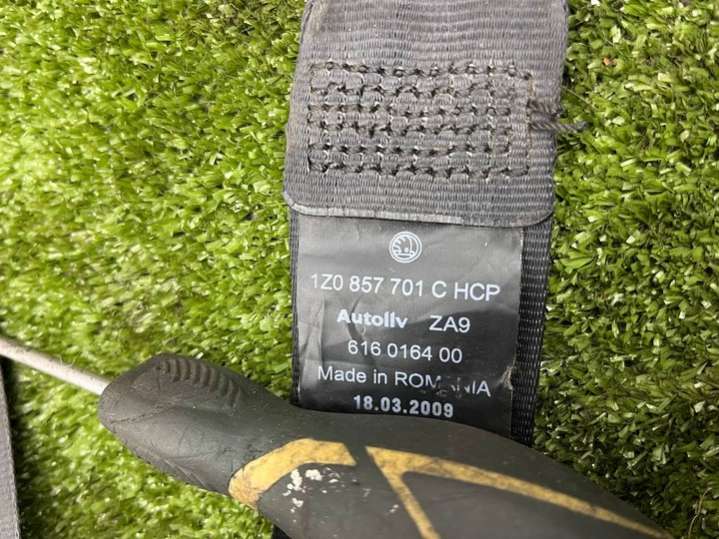 1Z0 857 701 C HCP
Autoliv ZA9
616 0164 00
Made in ROMANIA
18.03.2009